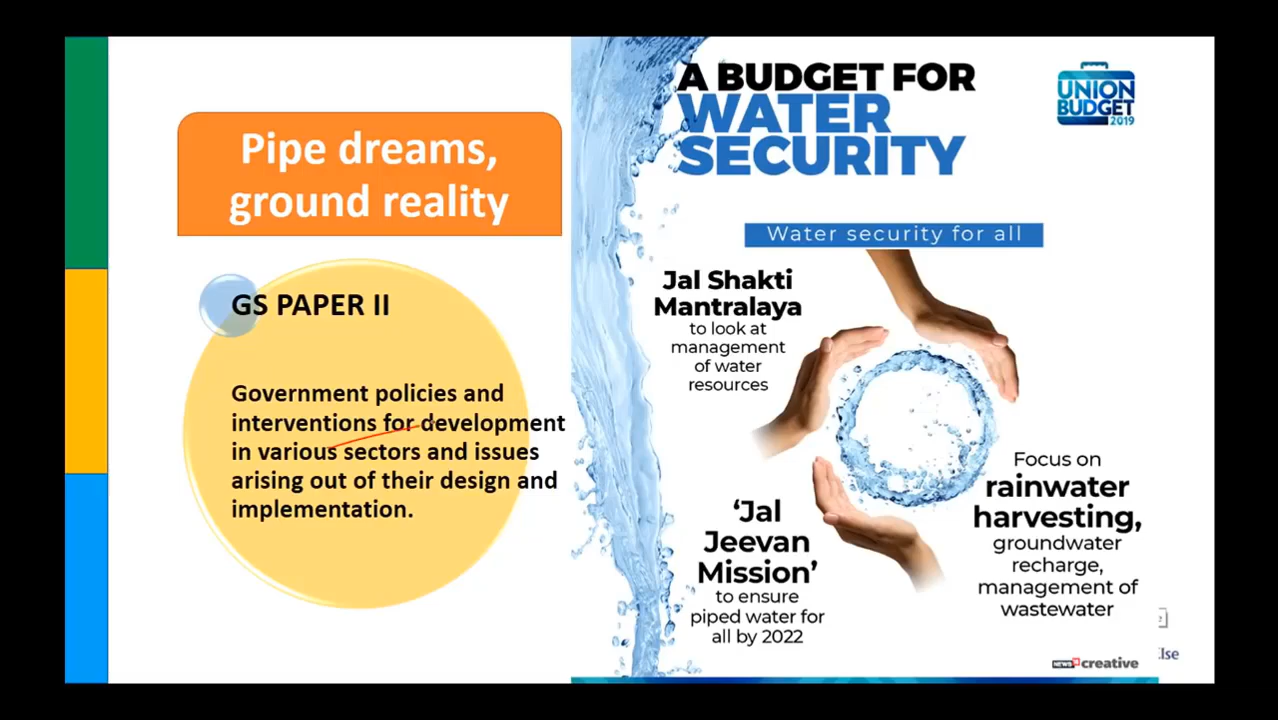 Pipe dreams,
ground reality
GS PAPER II
Government policies and
interventions for development
in various sectors and issues
arising out of their design and
implementation.
A BUDGET FOR
WATER
SECURITY
UNION
BUDGET
2019
Water security for all
Jal Shakti
Mantralaya
to look at
management
of water
resources
‘Jal
Jeevan
Mission’
to ensure
piped water for
all by 2022
Focus on
rainwater
harvesting,
groundwater
recharge,
management of
wastewater
NEWS18 creative